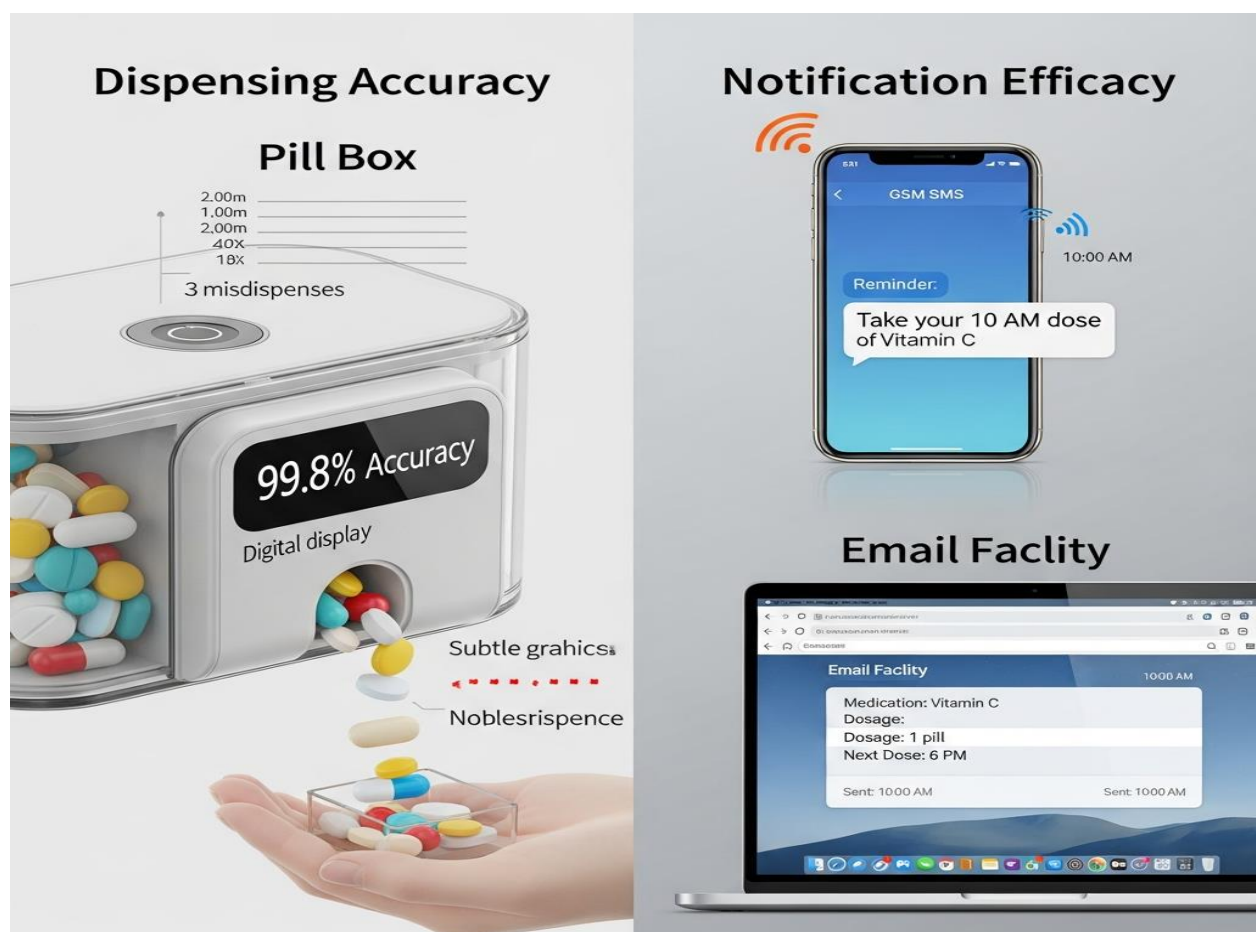 Dispensing Accuracy
Pill Box
2.00m
1,00m
2,00m
40X
18X
3 misdispenses
99.8% Accuracy
Digital display
Subtle grahics
Noblesrispence
Notification Efficacy
GSM SMS
10:00 AM
Reminder:
Take your 10 AM dose
of Vitamin C
Email Faclity
Email Faclity
1000 AM
Medication: Vitamin C
Dosage:
Dosage: 1 pill
Next Dose: 6 PM
Sent: 1000 AM
Sent: 1000 AM